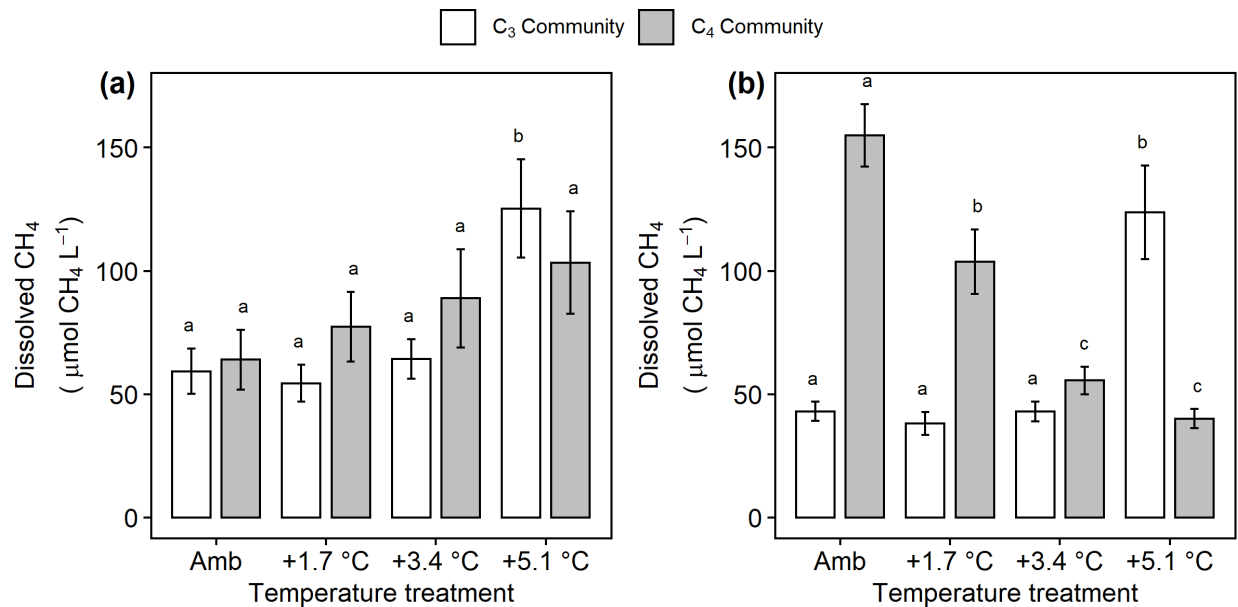 C₃ Community C₄ Community
(a)
Dissolved CH₄
( μmol CH₄ L⁻¹)
150
100
50
0
a a a a a a b a
Amb +1.7 °C +3.4 °C +5.1 °C
Temperature treatment
(b)
Dissolved CH₄
( μmol CH₄ L⁻¹)
150
100
50
0
a a a b a c b c
Amb +1.7 °C +3.4 °C +5.1 °C
Temperature treatment